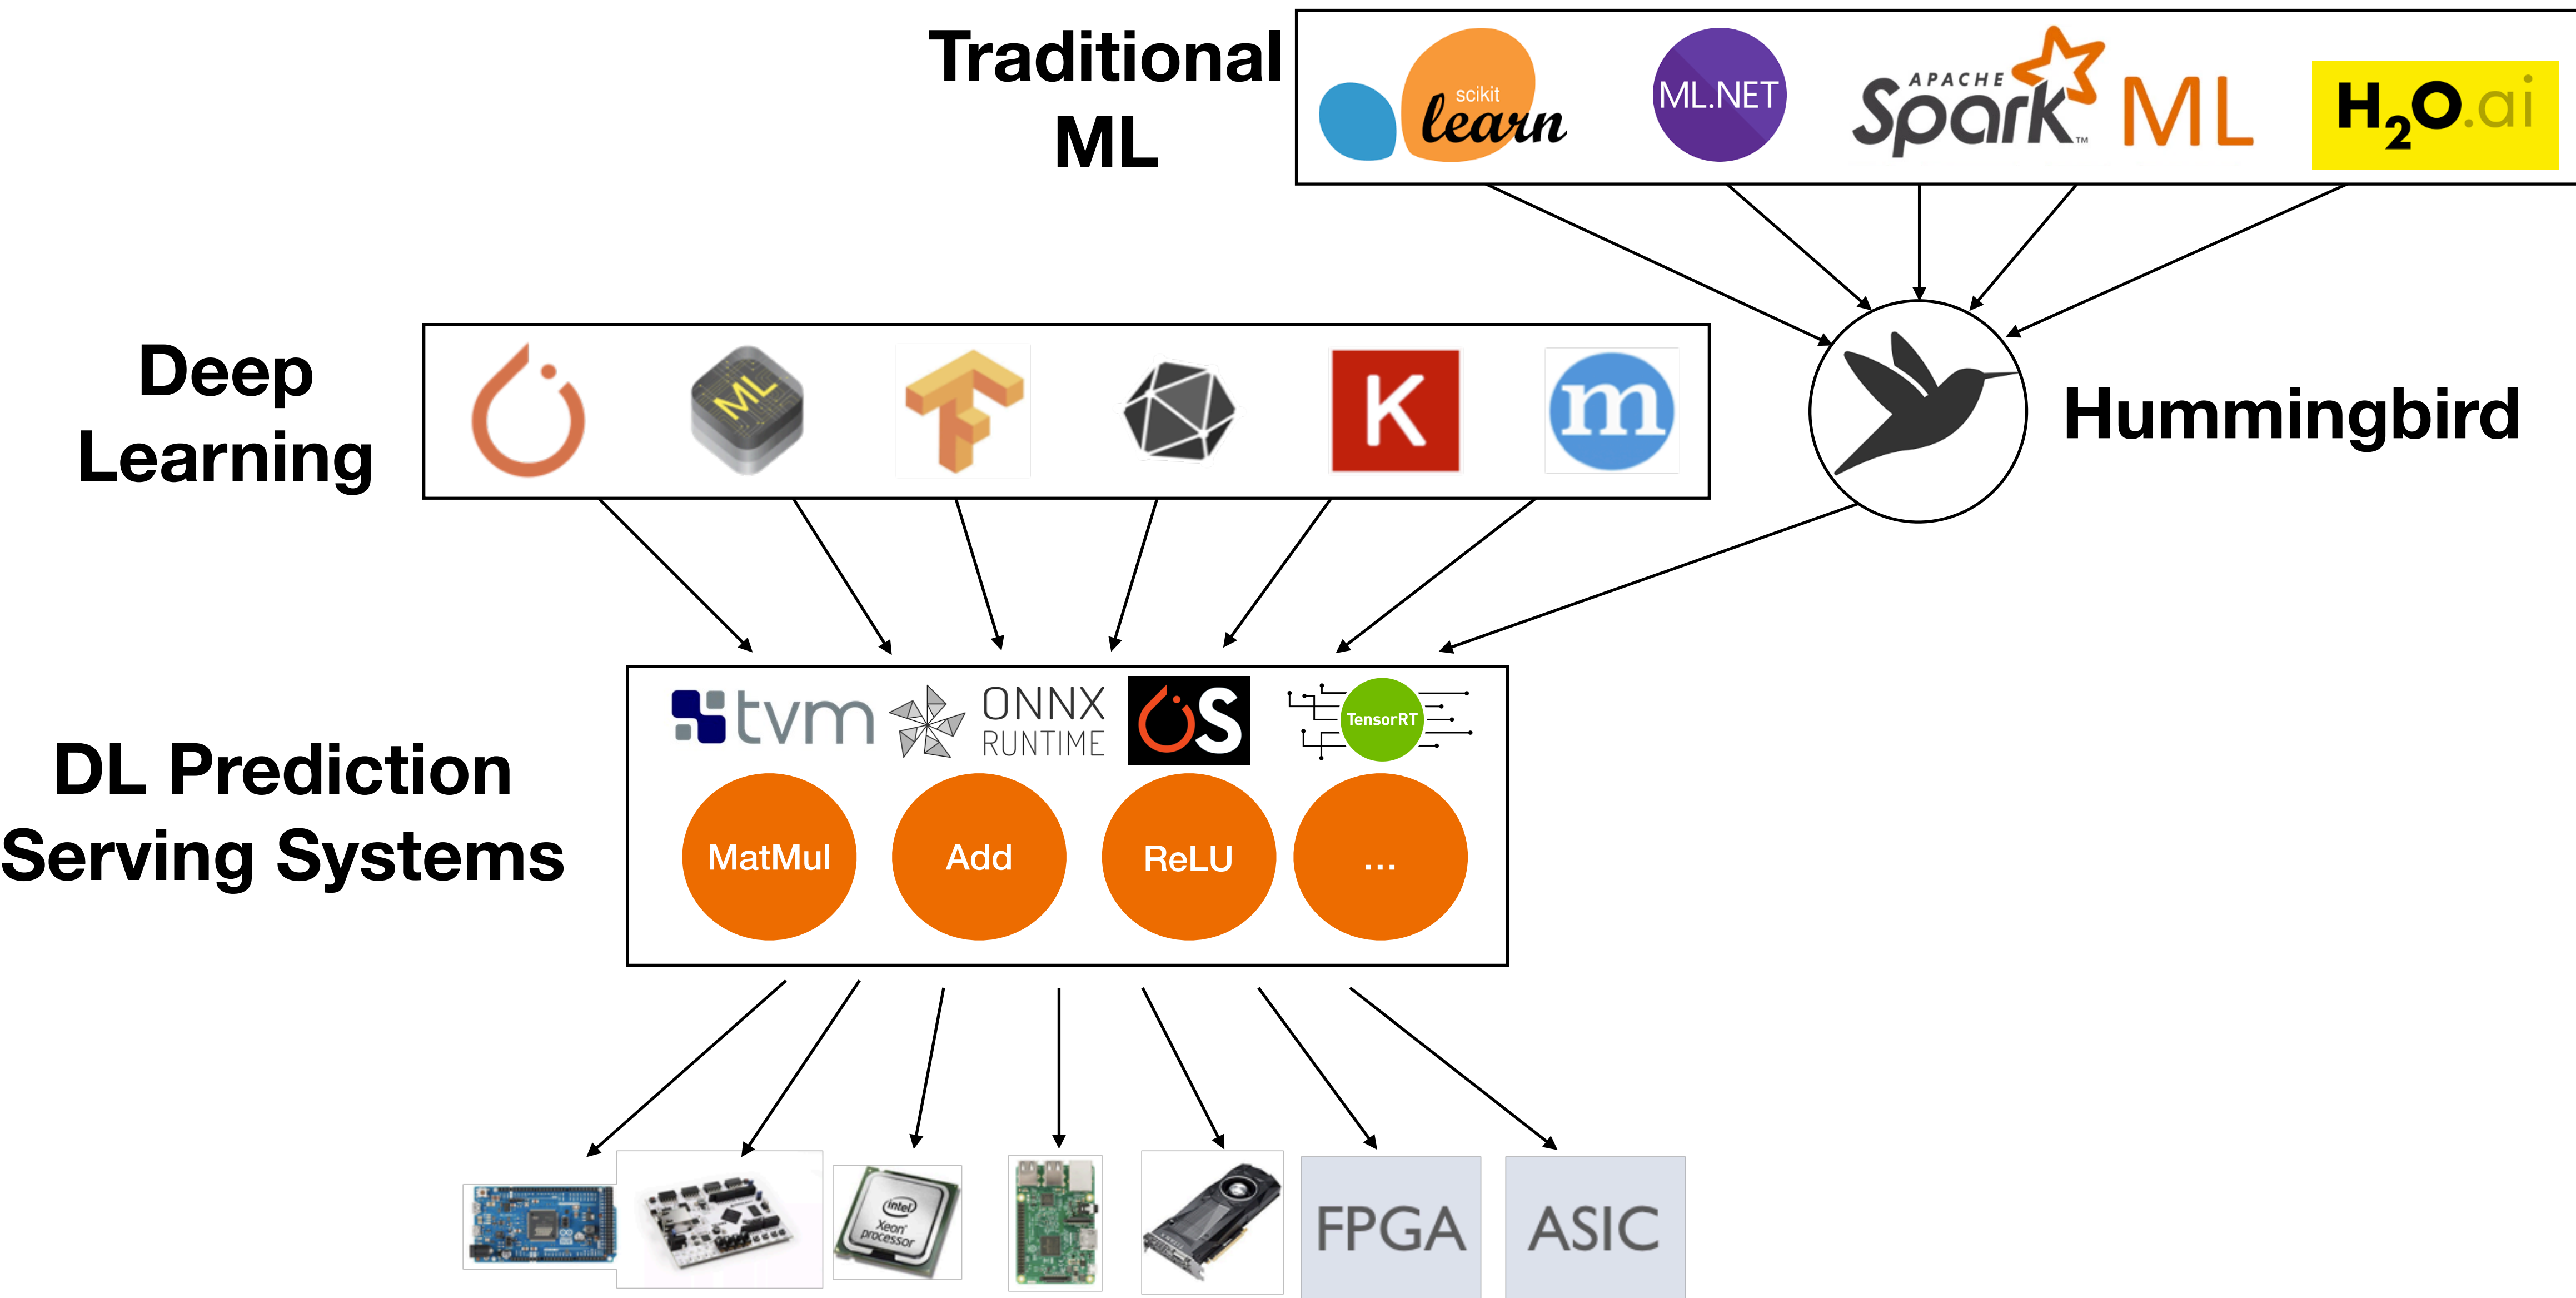 Traditional
ML
scikit
learn
ML.NET
APACHE
Spark™ ML
H₂O.ai
Deep
Learning
ML
K
m
Hummingbird
DL Prediction
Serving Systems
tvm
ONNX
RUNTIME
S
TensorRT
MatMul
Add
ReLU
...
intel
Xeon®
processor
FPGA
ASIC